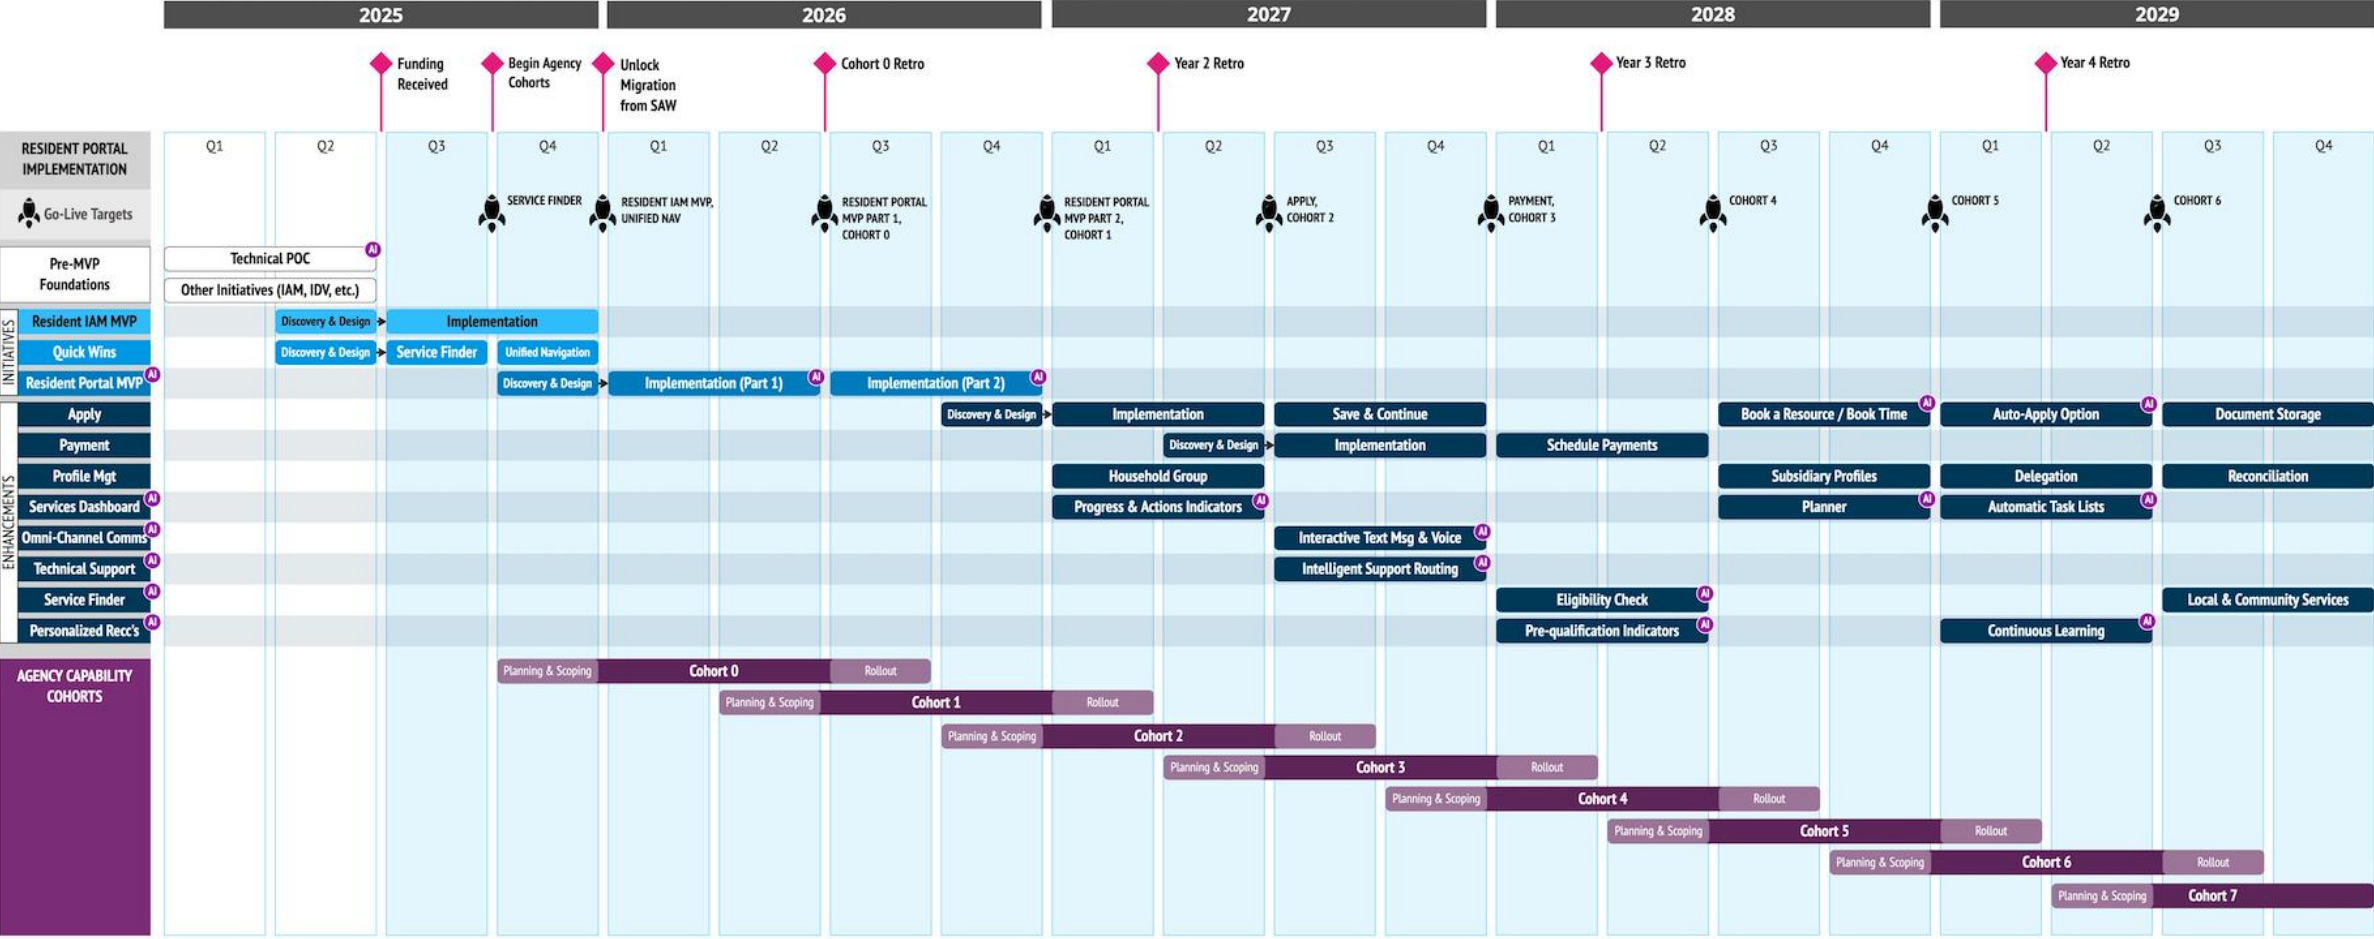 2025
2026
2027
2028
2029
Funding
Received
Begin Agency
Cohorts
Unlock
Migration
from SAW
Cohort 0 Retro
Year 2 Retro
Year 3 Retro
Year 4 Retro
RESIDENT PORTAL
IMPLEMENTATION
Q1
Q2
Q3
Q4
Q1
Q2
Q3
Q4
Q1
Q2
Q3
Q4
Q1
Q2
Q3
Q4
Q1
Q2
Q3
Q4
Go-Live Targets
SERVICE FINDER
RESIDENT IAM MVP,
UNIFIED NAV
RESIDENT PORTAL
MVP PART 1,
COHORT 0
RESIDENT PORTAL
MVP PART 2,
COHORT 1
APPLY,
COHORT 2
PAYMENT,
COHORT 3
COHORT 4
COHORT 5
COHORT 6
Pre-MVP
Foundations
Technical POC
AI
Other Initiatives (IAM, IDV, etc.)
INITIATIVES
Resident IAM MVP
Discovery & Design
Implementation
Quick Wins
Discovery & Design
Service Finder
Unified Navigation
Resident Portal MVP
AI
Discovery & Design
Implementation (Part 1)
AI
Implementation (Part 2)
AI
ENHANCEMENTS
Apply
Discovery & Design
Implementation
Save & Continue
Book a Resource / Book Time
AI
Auto-Apply Option
AI
Document Storage
Payment
Discovery & Design
Implementation
Schedule Payments
Profile Mgt
Household Group
Subsidiary Profiles
Delegation
Reconciliation
Services Dashboard
AI
Progress & Actions Indicators
AI
Planner
AI
Automatic Task Lists
AI
Omni-Channel Comms
AI
Interactive Text Msg & Voice
AI
Technical Support
AI
Intelligent Support Routing
AI
Service Finder
AI
Eligibility Check
AI
Local & Community Services
Personalized Recc's
AI
Pre-qualification Indicators
AI
Continuous Learning
AI
AGENCY CAPABILITY
COHORTS
Planning & Scoping
Cohort 0
Rollout
Planning & Scoping
Cohort 1
Rollout
Planning & Scoping
Cohort 2
Rollout
Planning & Scoping
Cohort 3
Rollout
Planning & Scoping
Cohort 4
Rollout
Planning & Scoping
Cohort 5
Rollout
Planning & Scoping
Cohort 6
Rollout
Planning & Scoping
Cohort 7